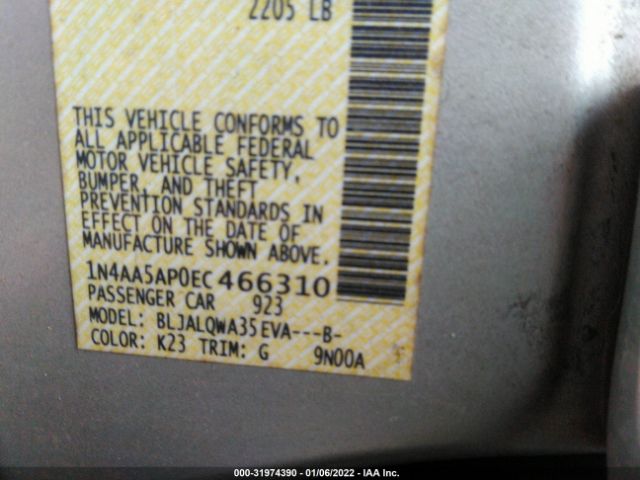 2205 LB
THIS VEHICLE CONFORMS TO
ALL APPLICABLE FEDERAL
MOTOR VEHICLE SAFETY,
BUMPER, AND THEFT
PREVENTION STANDARDS IN
EFFECT ON THE DATE OF
MANUFACTURE SHOWN ABOVE.
1N4AA5AP0EC466310
PASSENGER CAR 923
MODEL: BLJALQWA35EVA---B-
COLOR: K23 TRIM: G 9N00A
000-31974390 - 01/06/2022 - IAA Inc.